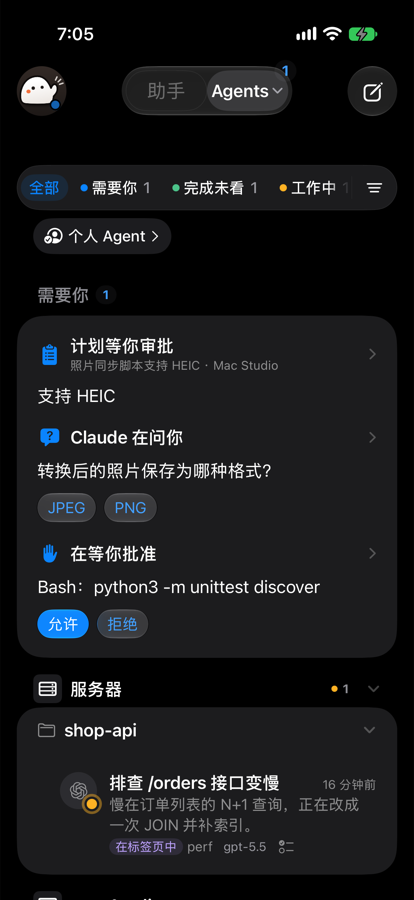 7:05
助手
Agents
1
全部
需要你 1
完成未看 1
工作中
个人 Agent
需要你 1
计划等你审批
照片同步脚本支持 HEIC · Mac Studio
支持 HEIC
Claude 在问你
转换后的照片保存为哪种格式？
JPEG
PNG
在等你批准
Bash：python3 -m unittest discover
允许
拒绝
服务器
1
shop-api
排查 /orders 接口变慢
16 分钟前
慢在订单列表的 N+1 查询，正在改成
一次 JOIN 并补索引。
在标签页中 perf gpt-5.5